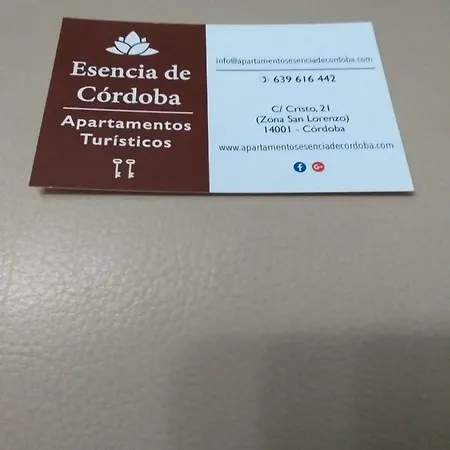 Esencia de
Córdoba
Apartamentos
Turísticos
info@apartamentosesenciadecordoba.com
639 616 442
C/ Cristo, 21
(Zona San Lorenzo)
14001 - Córdoba
www.apartamentosesenciadecordoba.com
f G+